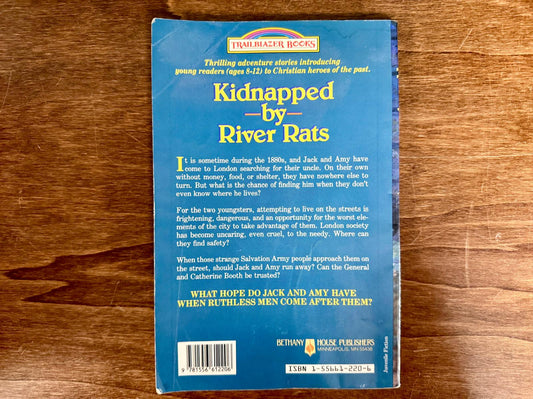 TRAILBLAZER BOOKS
Thrilling adventure stories introducing
young readers (ages 8-12) to Christian heroes of the past.
Kidnapped
—by—
River Rats
It is sometime during the 1880s, and Jack and Amy have
come to London searching for their uncle. On their own
without money, food, or shelter, they have nowhere else to
turn. But what is the chance of finding him when they don't
even know where he lives?
For the two youngsters, attempting to live on the streets is
frightening, dangerous, and an opportunity for the worst ele-
ments of the city to take advantage of them. London society
has become uncaring, even cruel, to the needy. Where can
they find safety?
When those strange Salvation Army people approach them on
the street, should Jack and Amy run away? Can the General
and Catherine Booth be trusted?
WHAT HOPE DO JACK AND AMY HAVE
WHEN RUTHLESS MEN COME AFTER THEM?
BETHANY HOUSE PUBLISHERS
MINNEAPOLIS, MN 55438
9 781556 612206
ISBN 1-55661-220-6
Juvenile Fiction